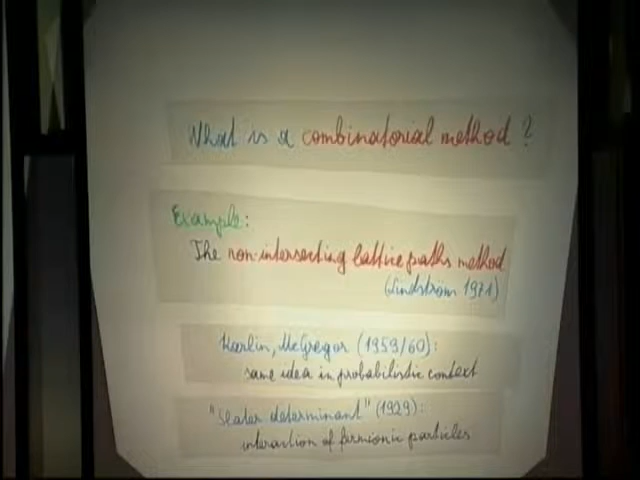 What is a combinatorial method?
Example:
The non-intersecting lattice paths method
(Lindström 1971)
Karlin, McGregor (1959/60):
same idea in probabilistic context
"Slater determinant" (1929):
interaction of fermionic particles